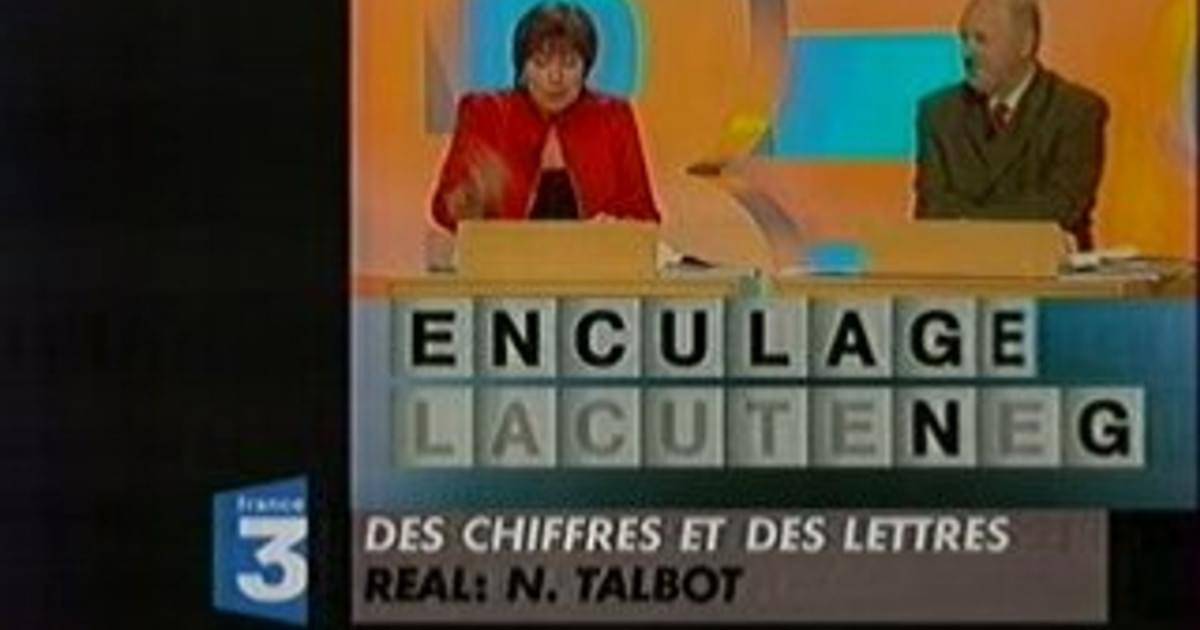 ENCULAGE
LACUTENEG
france
3
DES CHIFFRES ET DES LETTRES
REAL: N. TALBOT